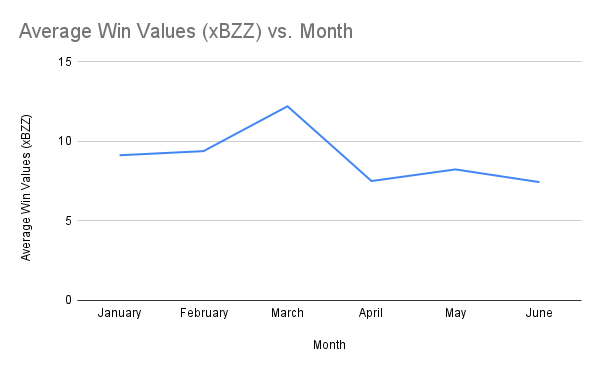 Average Win Values (xBZZ) vs. Month
15
10
5
0
Average Win Values (xBZZ)
January February March April May June
Month